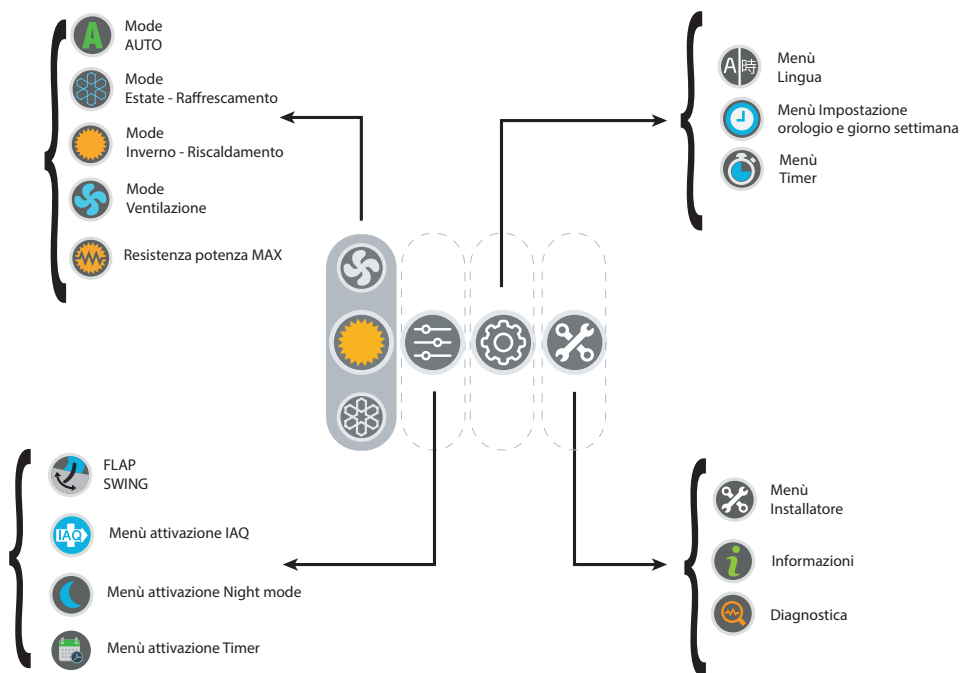 A
Mode
AUTO
Mode
Estate - Raffrescamento
Mode
Inverno - Riscaldamento
Mode
Ventilazione
Resistenza potenza MAX
A 時
Menù
Lingua
Menù Impostazione
orologio e giorno settimana
Menù
Timer
FLAP
SWING
IAQ
Menù attivazione IAQ
Menù attivazione Night mode
Menù attivazione Timer
Menù
Installatore
i
Informazioni
Diagnostica